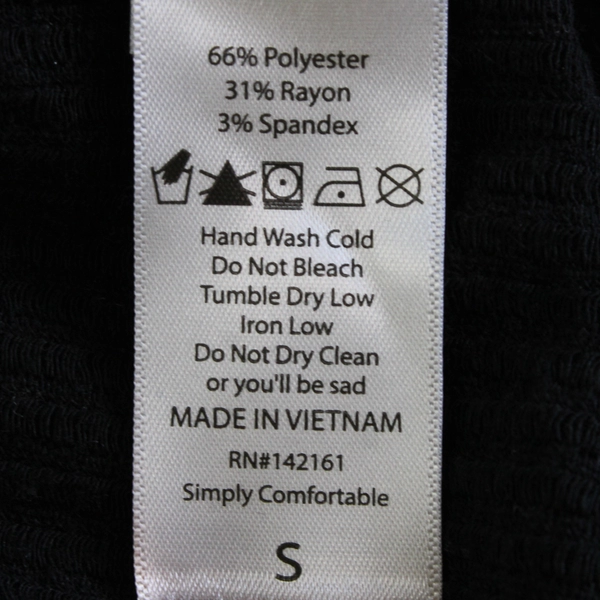 66% Polyester
31% Rayon
3% Spandex
Hand Wash Cold
Do Not Bleach
Tumble Dry Low
Iron Low
Do Not Dry Clean
or you'll be sad
MADE IN VIETNAM
RN#142161
Simply Comfortable
S